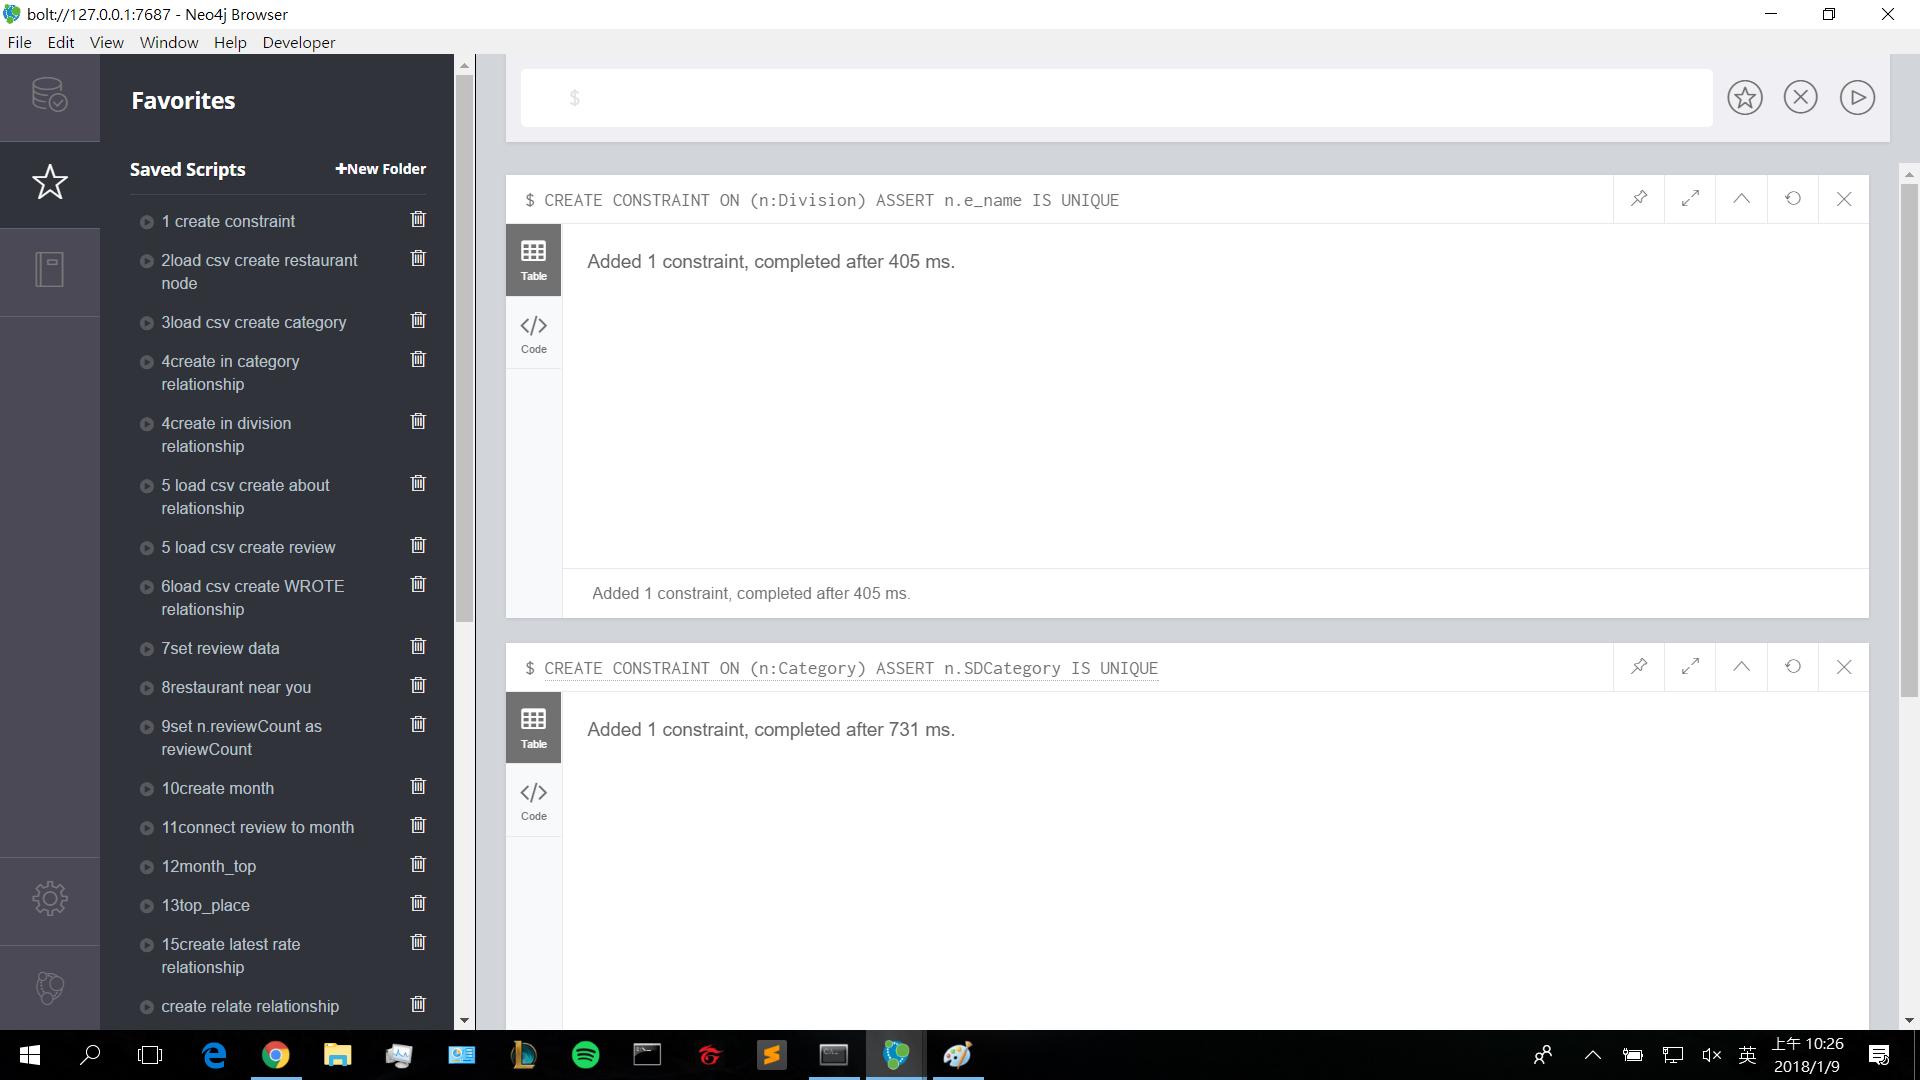 bolt://127.0.0.1:7687 - Neo4j Browser
File Edit View Window Help Developer
Favorites
Saved Scripts
+New Folder
1 create constraint
2load csv create restaurant
node
3load csv create category
4create in category
relationship
4create in division
relationship
5 load csv create about
relationship
5 load csv create review
6load csv create WROTE
relationship
7set review data
8restaurant near you
9set n.reviewCount as
reviewCount
10create month
11connect review to month
12month_top
13top_place
15create latest rate
relationship
create relate relationship
$
$ CREATE CONSTRAINT ON (n:Division) ASSERT n.e_name IS UNIQUE
Table
Code
Added 1 constraint, completed after 405 ms.
Added 1 constraint, completed after 405 ms.
$ CREATE CONSTRAINT ON (n:Category) ASSERT n.SDCategory IS UNIQUE
Table
Code
Added 1 constraint, completed after 731 ms.
英
上午 10:26
2018/1/9